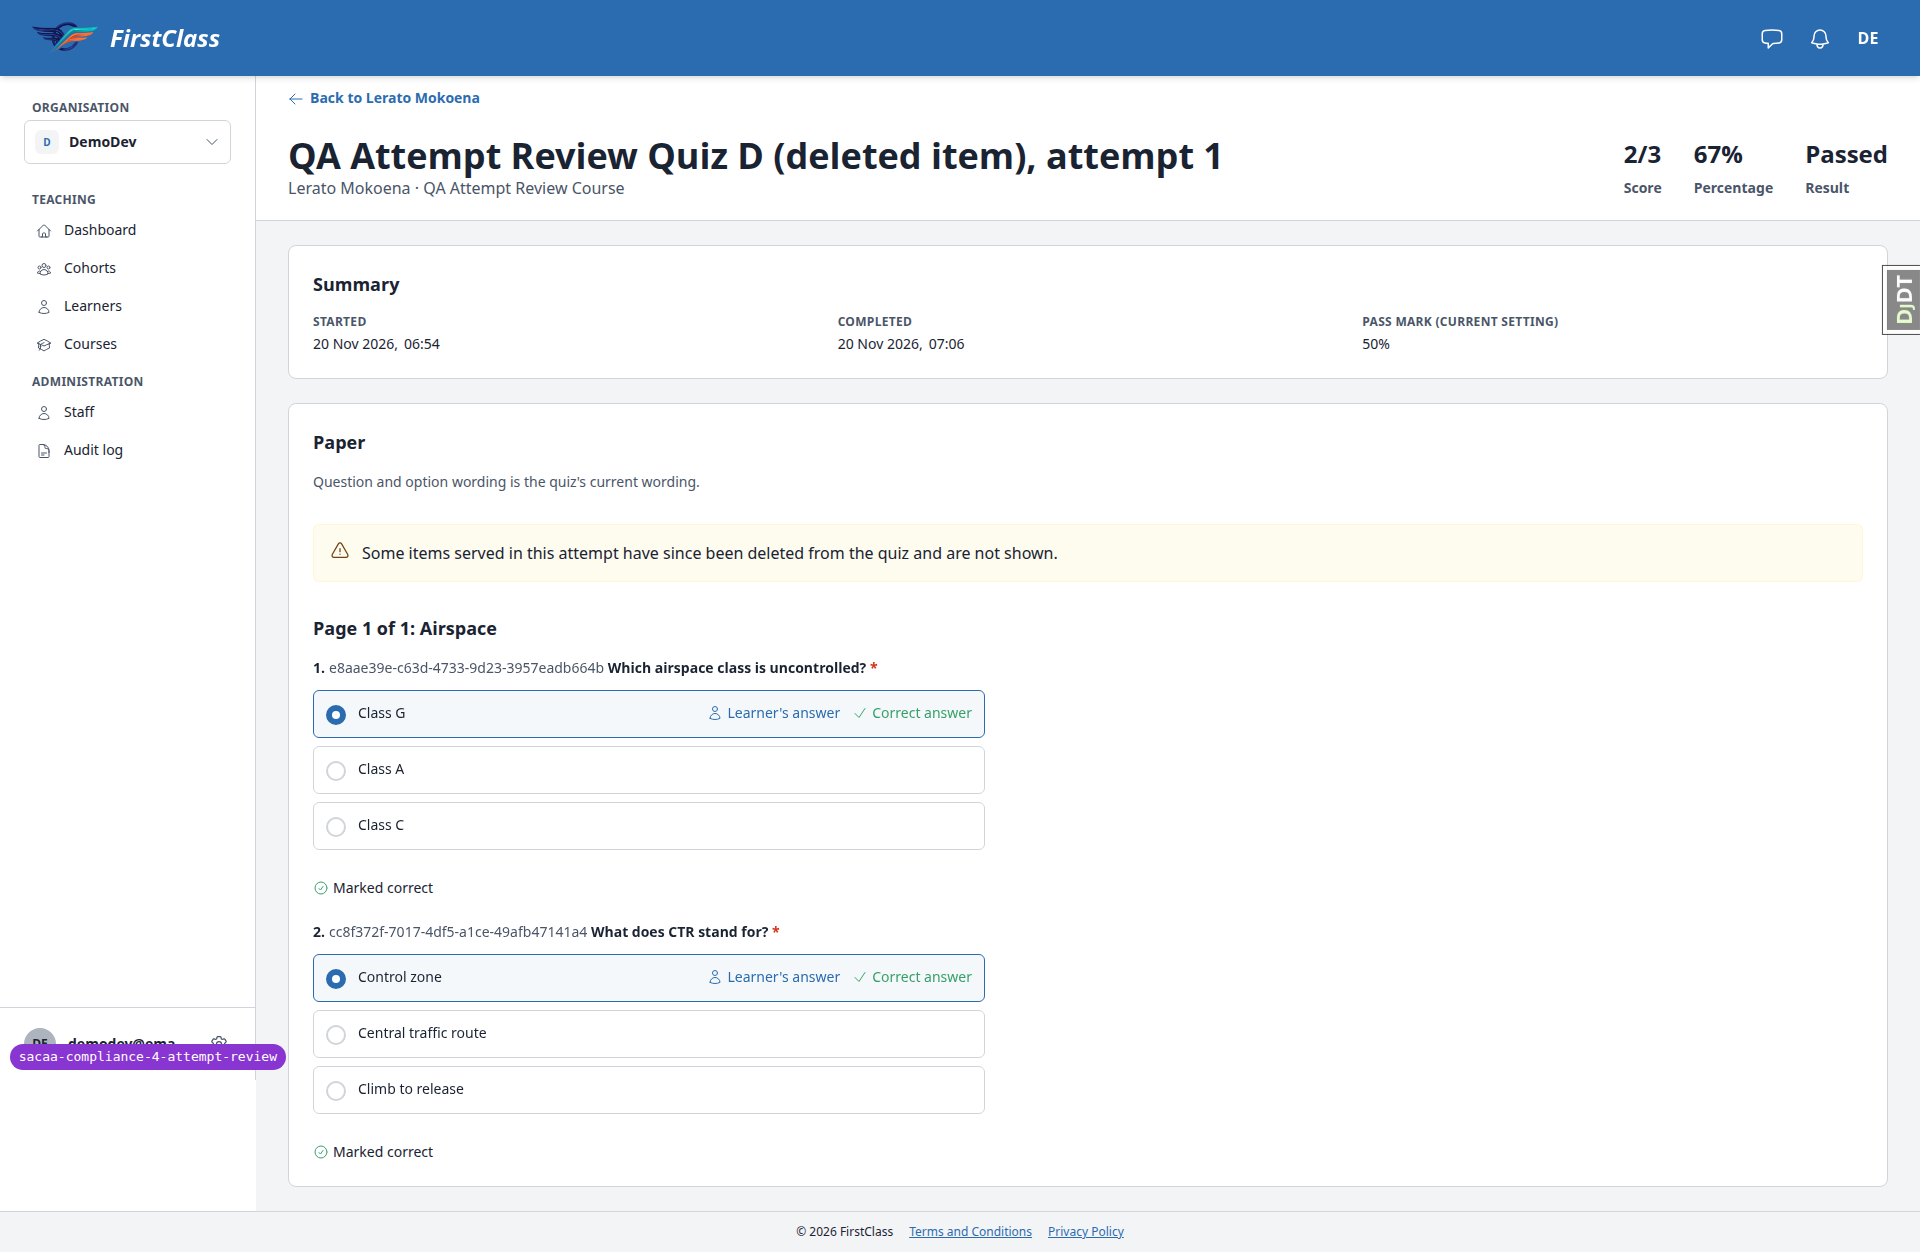 FirstClass
DE
ORGANISATION
D DemoDev
TEACHING
Dashboard
Cohorts
Learners
Courses
ADMINISTRATION
Staff
Audit log
sacaa-compliance-4-attempt-review
Back to Lerato Mokoena
QA Attempt Review Quiz D (deleted item), attempt 1
Lerato Mokoena · QA Attempt Review Course
2/3 67% Passed
Score Percentage Result
DjDT
Summary
STARTED COMPLETED PASS MARK (CURRENT SETTING)
20 Nov 2026, 06:54 20 Nov 2026, 07:06 50%
Paper
Question and option wording is the quiz's current wording.
Some items served in this attempt have since been deleted from the quiz and are not shown.
Page 1 of 1: Airspace
1. e8aae39e-c63d-4733-9d23-3957eadb664b Which airspace class is uncontrolled? *
Class G Learner's answer Correct answer
Class A
Class C
Marked correct
2. cc8f372f-7017-4df5-a1ce-49afb47141a4 What does CTR stand for? *
Control zone Learner's answer Correct answer
Central traffic route
Climb to release
Marked correct
© 2026 FirstClass Terms and Conditions Privacy Policy